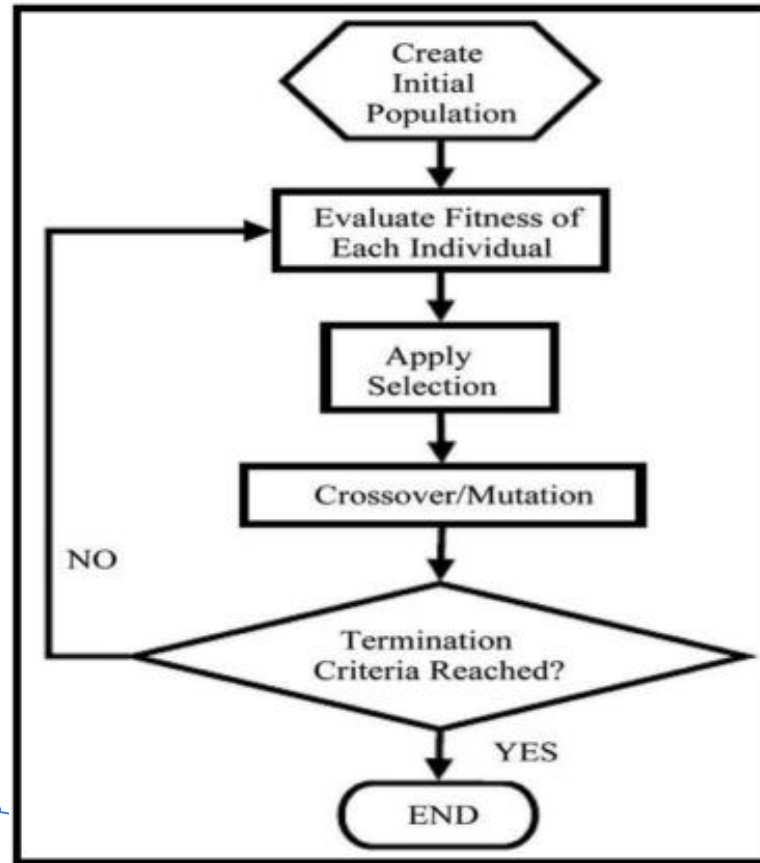 Create
Initial
Population
Evaluate Fitness of
Each Individual
Apply
Selection
Crossover/Mutation
NO
Termination
Criteria Reached?
YES
END